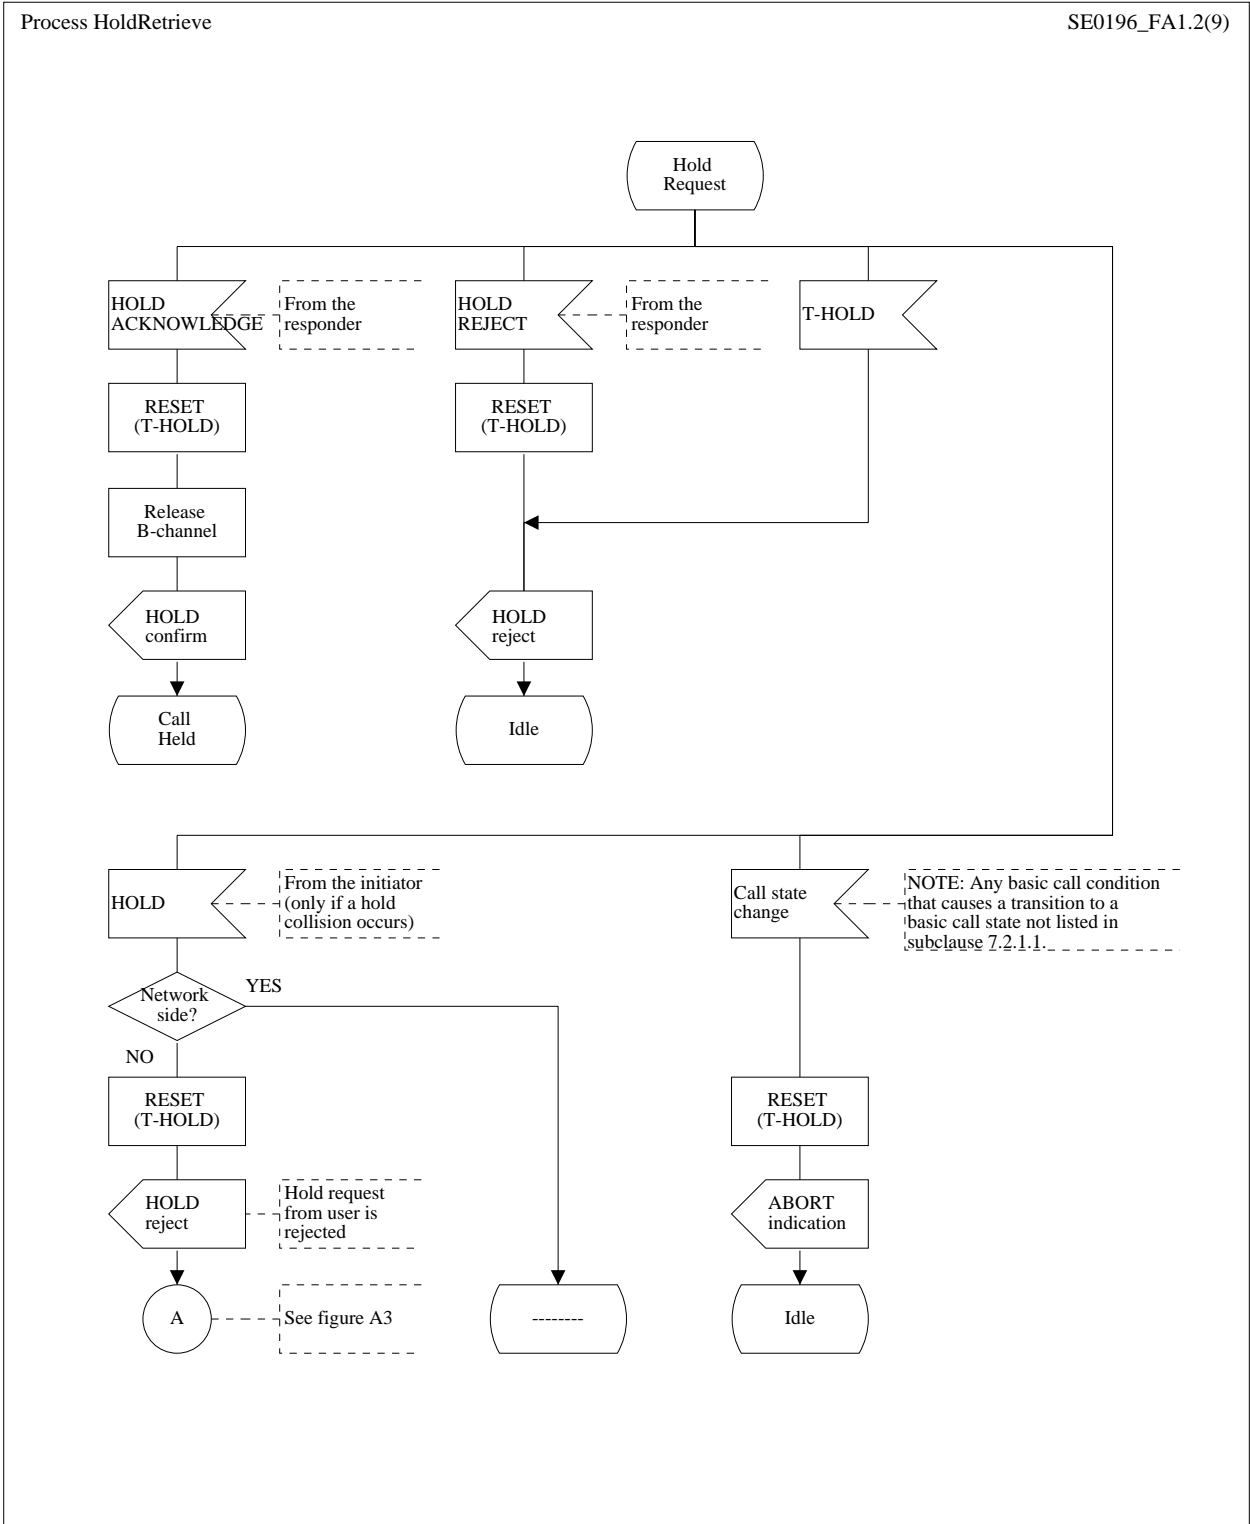 Process HoldRetrieve
SE0196_FA1.2(9)
Hold
Request
HOLD
ACKNOWLEDGE
From the
responder
HOLD
REJECT
From the
responder
T-HOLD
RESET
(T-HOLD)
RESET
(T-HOLD)
Release
B-channel
HOLD
confirm
HOLD
reject
Call
Held
Idle
HOLD
From the initiator
(only if a hold
collision occurs)
Call state
change
NOTE: Any basic call condition
that causes a transition to a
basic call state not listed in
subclause 7.2.1.1.
Network
side?
YES
NO
RESET
(T-HOLD)
RESET
(T-HOLD)
HOLD
reject
Hold request
from user is
rejected
ABORT
indication
A
See figure A3
--------
Idle